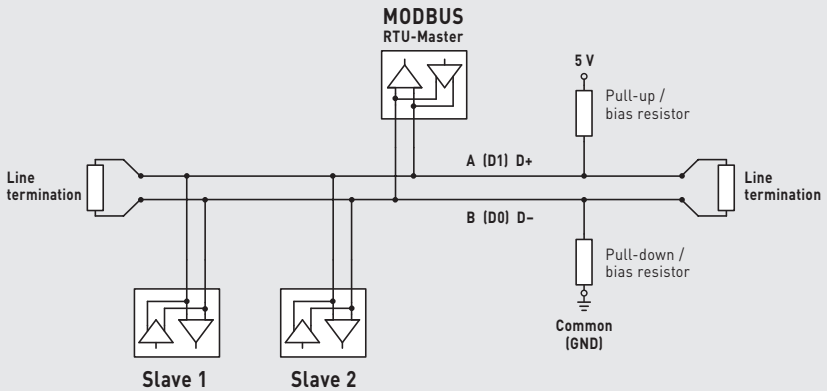 MODBUS
RTU-Master
5 V
Pull-up /
bias resistor
A (D1) D+
Line
termination
Line
termination
B (D0) D–
Pull-down /
bias resistor
Common
(GND)
Slave 1
Slave 2